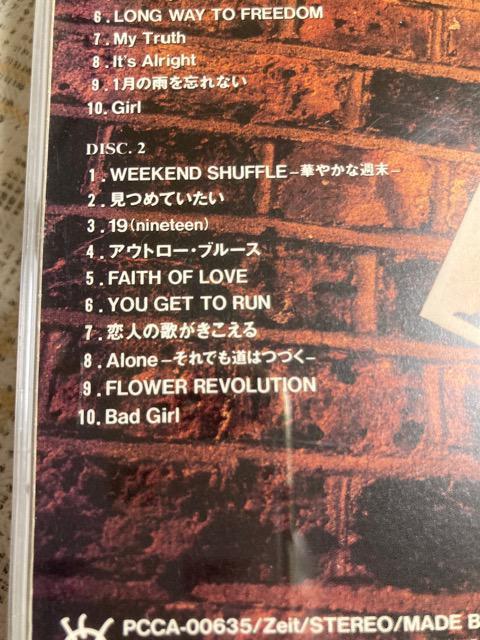 6. LONG WAY TO FREEDOM
7. My Truth
8. It's Alright
9. 1月の雨を忘れない
10. Girl
DISC. 2
1. WEEKEND SHUFFLE–華やかな週末–
2. 見つめていたい
3. 19(nineteen)
4. アウトロー・ブルース
5. FAITH OF LOVE
6. YOU GET TO RUN
7. 恋人の歌がきこえる
8. Alone–それでも道はつづく–
9. FLOWER REVOLUTION
10. Bad Girl
PCCA-00635/Zeit/STEREO/MADE B